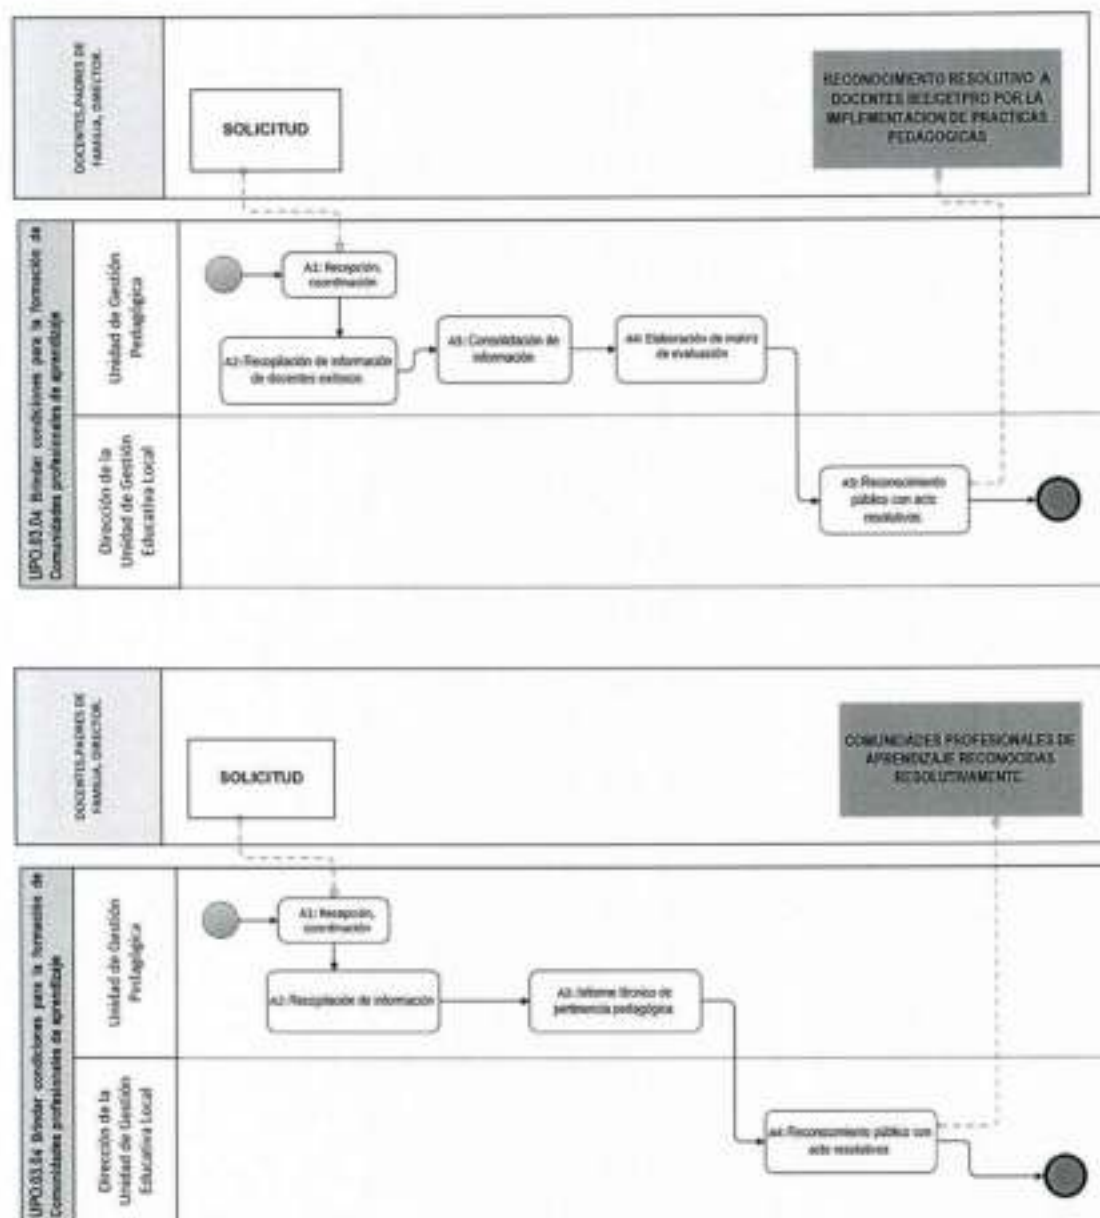 DOCENTES,PADRES DE
FAMILIA, DIRECTOR.
SOLICITUD
RECONOCIMIENTO RESOLUTIVO A
DOCENTES
POR LA
IMPLEMENTACION DE PRACTICAS
PEDAGOGICAS
UPO.03.04 Brindar condiciones para la formación de
Comunidades profesionales de aprendizaje
Unidad de Gestión
Pedagógica
A1: Recepción,
coordinación
A2: Recopilación de información
de docentes exitosos
A3: Consolidación de
información
A4: Elaboración de matriz
de evaluación
Dirección de la
Unidad de Gestión
Educativa Local
A5: Reconocimiento
público con acto
resolutivos
DOCENTES,PADRES DE
FAMILIA, DIRECTOR.
SOLICITUD
COMUNIDADES PROFESIONALES DE
APRENDIZAJE RECONOCIDAS
RESOLUTIVAMENTE.
UPO.03.04 Brindar condiciones para la formación de
Comunidades profesionales de aprendizaje
Unidad de Gestión
Pedagógica
A1: Recepción,
coordinación
A2: Recopilación de información
A3: Informe técnico de
pertinencia pedagógica
Dirección de la
Unidad de Gestión
Educativa Local
A4: Reconocimiento público con
acto resolutivos